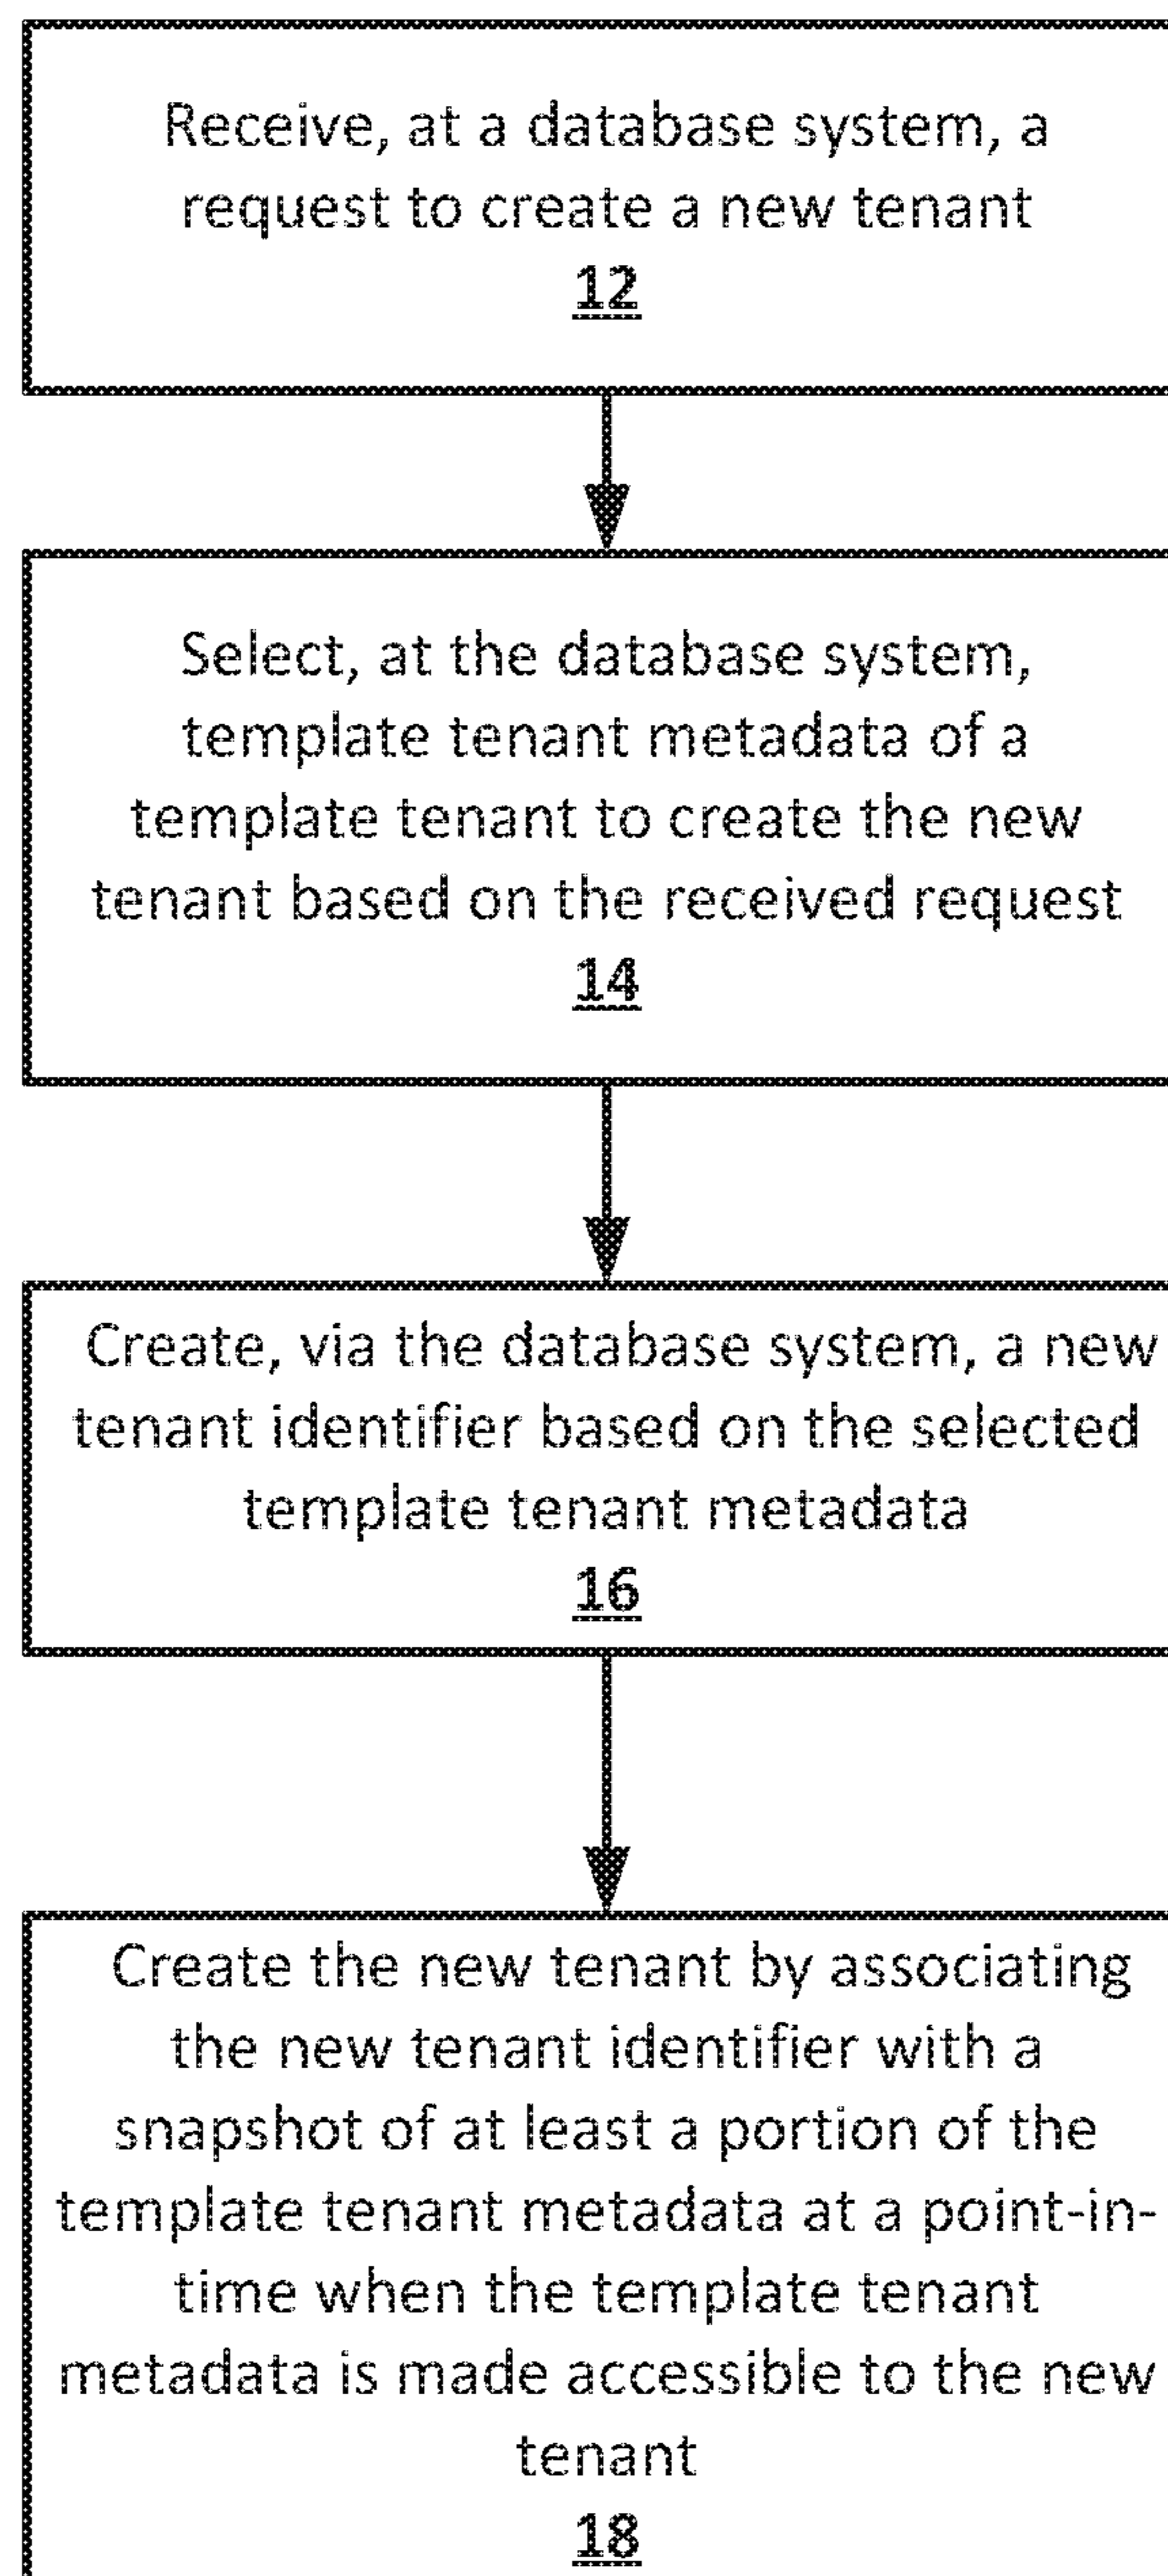 Receive, at a database system, a
request to create a new tenant
12
Select, at the database system,
template tenant metadata of a
template tenant to create the new
tenant based on the received request
14
Create, via the database system, a new
tenant identifier based on the selected
template tenant metadata
16
Create the new tenant by associating
the new tenant identifier with a
snapshot of at least a portion of the
template tenant metadata at a point-in-
time when the template tenant
metadata is made accessible to the new
tenant
18